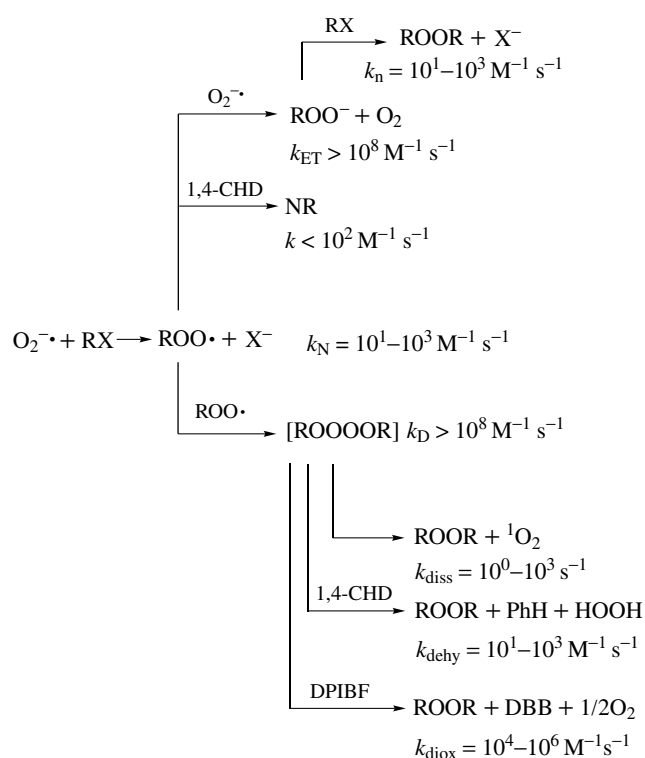 RX
ROOR + X⁻
kₙ = 10¹–10³ M⁻¹ s⁻¹
O₂⁻•
ROO⁻ + O₂
k_ET > 10⁸ M⁻¹ s⁻¹
1,4-CHD
NR
k < 10² M⁻¹ s⁻¹
O₂⁻• + RX → ROO• + X⁻ k_N = 10¹–10³ M⁻¹ s⁻¹
ROO•
[ROOOOR] k_D > 10⁸ M⁻¹ s⁻¹
ROOR + ¹O₂
k_diss = 10⁰–10³ s⁻¹
1,4-CHD
ROOR + PhH + HOOH
k_dehy = 10¹–10³ M⁻¹ s⁻¹
DPIBF
ROOR + DBB + 1/2O₂
k_diox = 10⁴–10⁶ M⁻¹s⁻¹